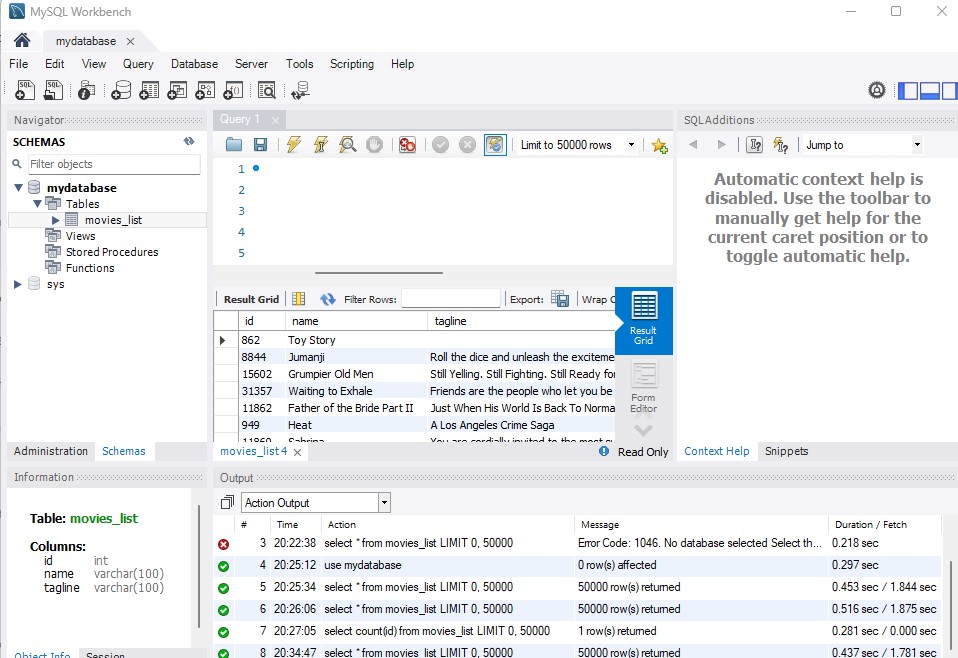 MySQL Workbench
mydatabase
File Edit View Query Database Server Tools Scripting Help
Navigator
SCHEMAS
Filter objects
mydatabase
Tables
movies_list
Views
Stored Procedures
Functions
sys
Administration Schemas
Information
Table: movies_list
Columns:
id int
name varchar(100)
tagline varchar(100)
Object Info Session
Query 1
Limit to 50000 rows
1
2
3
4
5
Result Grid Filter Rows: Export: Wrap C
id name tagline
862 Toy Story
8844 Jumanji Roll the dice and unleash the exciteme
15602 Grumpier Old Men Still Yelling. Still Fighting. Still Ready for
31357 Waiting to Exhale Friends are the people who let you be
11862 Father of the Bride Part II Just When His World Is Back To Norma
949 Heat A Los Angeles Crime Saga
11860 Sabrina You are cordially invited to the most su
Result
Grid
Form
Editor
movies_list 4 Read Only
SQLAdditions
Jump to
Automatic context help is
disabled. Use the toolbar to
manually get help for the
current caret position or to
toggle automatic help.
Context Help Snippets
Output
Action Output
# Time Action Message Duration / Fetch
3 20:22:38 select * from movies_list LIMIT 0, 50000 Error Code: 1046. No database selected Select th... 0.218 sec
4 20:25:12 use mydatabase 0 row(s) affected 0.297 sec
5 20:25:34 select * from movies_list LIMIT 0, 50000 50000 row(s) returned 0.453 sec / 1.844 sec
6 20:26:06 select * from movies_list LIMIT 0, 50000 50000 row(s) returned 0.516 sec / 1.875 sec
7 20:27:05 select count(id) from movies_list LIMIT 0, 50000 1 row(s) returned 0.281 sec / 0.000 sec
8 20:34:47 select * from movies_list LIMIT 0, 50000 50000 row(s) returned 0.437 sec / 1.781 sec